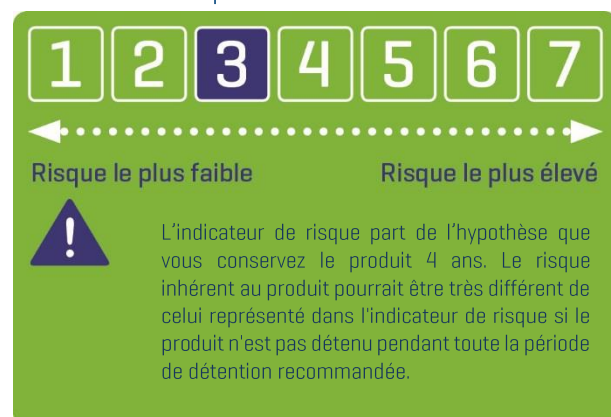 1 2 3 4 5 6 7
Risque le plus faible Risque le plus élevé
L'indicateur de risque part de l'hypothèse que
vous conservez le produit 4 ans. Le risque
inhérent au produit pourrait être très différent de
celui représenté dans l'indicateur de risque si le
produit n'est pas détenu pendant toute la période
de détention recommandée.